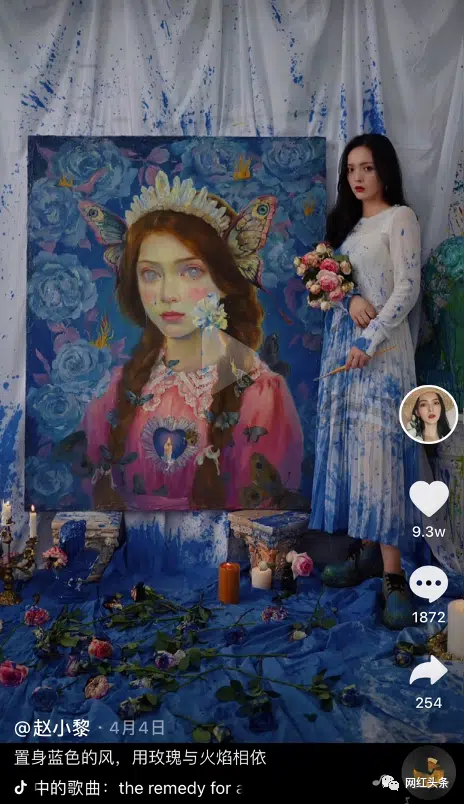 9.3w
1872
254
@赵小黎 · 4月4日
置身蓝色的风，用玫瑰与火焰相依
中的歌曲：the remedy for a
网红头条